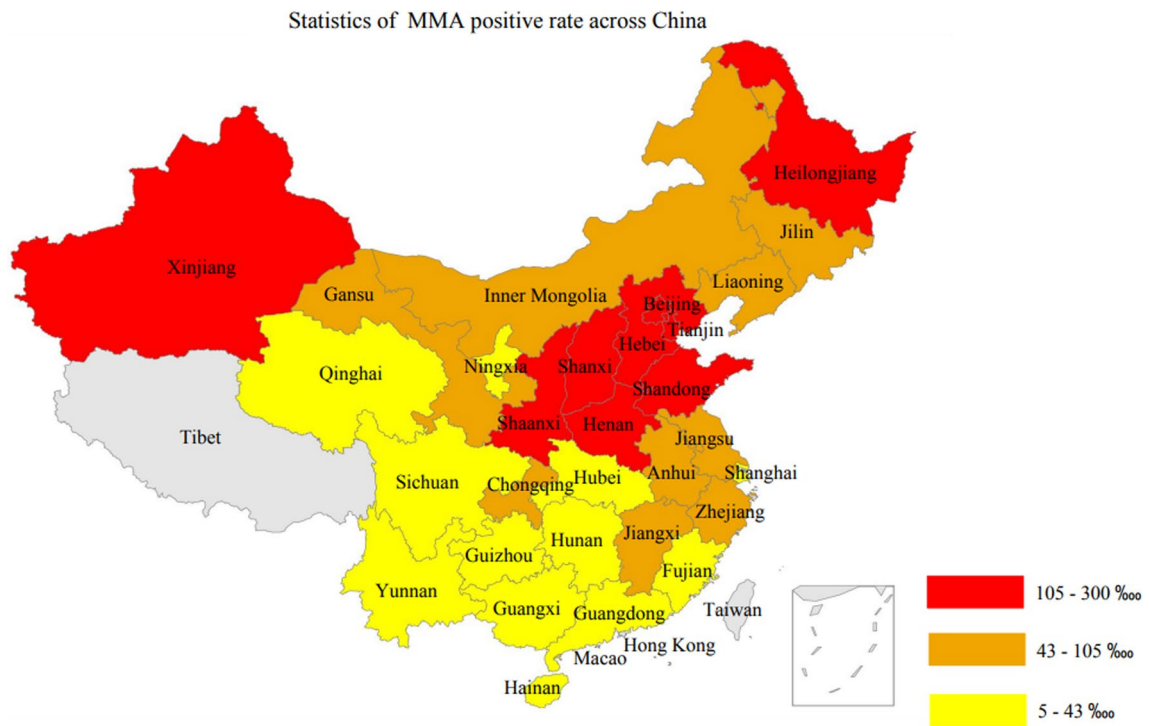 Statistics of MMA positive rate across China
Heilongjiang
Jilin
Xinjiang
Liaoning
Gansu
Inner Mongolia
Beijing
Tianjin
Hebei
Ningxia
Shanxi
Qinghai
Shandong
Shaanxi
Henan
Tibet
Jiangsu
Shanghai
Anhui
Sichuan
Chongqing
Hubei
Zhejiang
Jiangxi
Hunan
Guizhou
Fujian
Yunnan
Guangxi
Guangdong
Taiwan
Hong Kong
Macao
Hainan
105 - 300 ‱
43 - 105 ‱
5 - 43 ‱